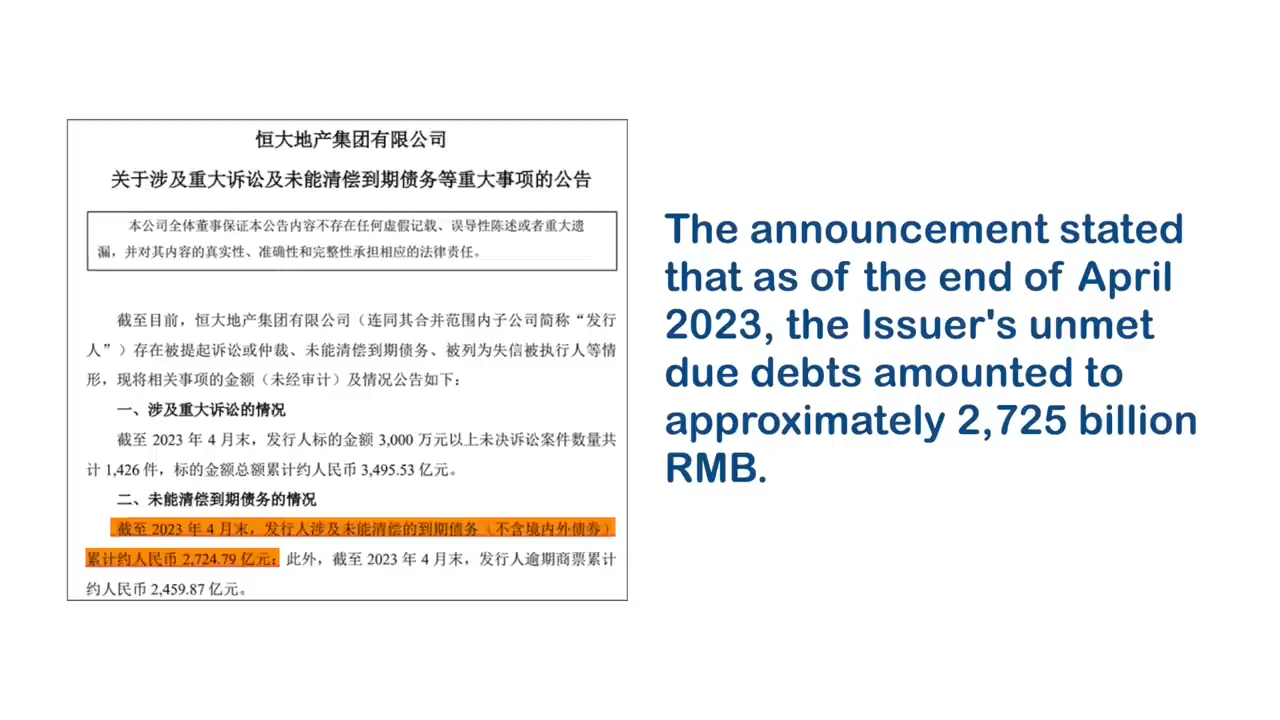 恒大地产集团有限公司
关于涉及重大诉讼及未能清偿到期债务等重大事项的公告
本公司全体董事保证本公告内容不存在任何虚假记载、误导性陈述或者重大遗
漏，并对其内容的真实性、准确性和完整性承担相应的法律责任。
截至目前，恒大地产集团有限公司（连同其合并范围内子公司简称“发行
人”）存在被提起诉讼或仲裁、未能清偿到期债务、被列为失信被执行人等情
形，现将相关事项的金额（未经审计）及情况公告如下：
一、涉及重大诉讼的情况
截至 2023 年 4 月末，发行人标的金额 3,000 万元以上未决诉讼案件数量共
计 1,426 件，标的金额总额累计约人民币 3,495.53 亿元。
二、未能清偿到期债务的情况
截至 2023 年 4 月末，发行人涉及未能清偿的到期债务（不含境内外债券）
累计约人民币 2,724.79 亿元；此外，截至 2023 年 4 月末，发行人逾期商票累计
约人民币 2,459.87 亿元。
The announcement stated
that as of the end of April
2023, the Issuer's unmet
due debts amounted to
approximately 2,725 billion
RMB.